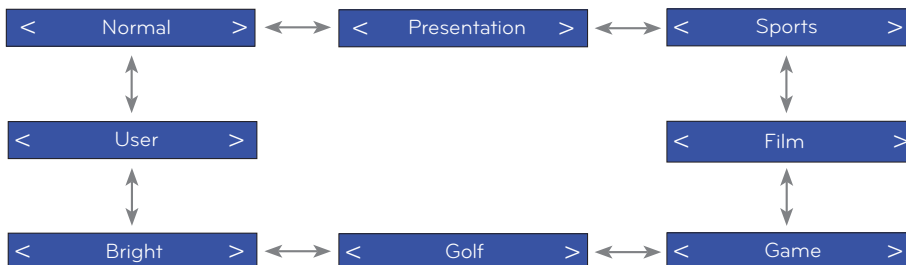 < Normal >
< Presentation >
< Sports >
< User >
< Film >
< Bright >
< Golf >
< Game >